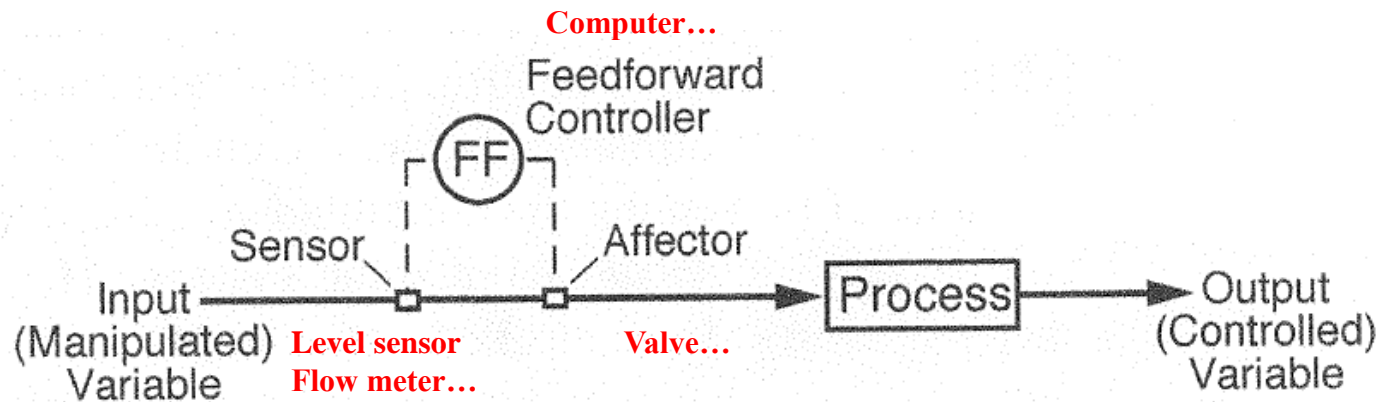 Computer…
Feedforward
Controller
FF
Sensor
Affector
Input
(Manipulated)
Variable
Level sensor
Flow meter…
Valve…
Process
Output
(Controlled)
Variable